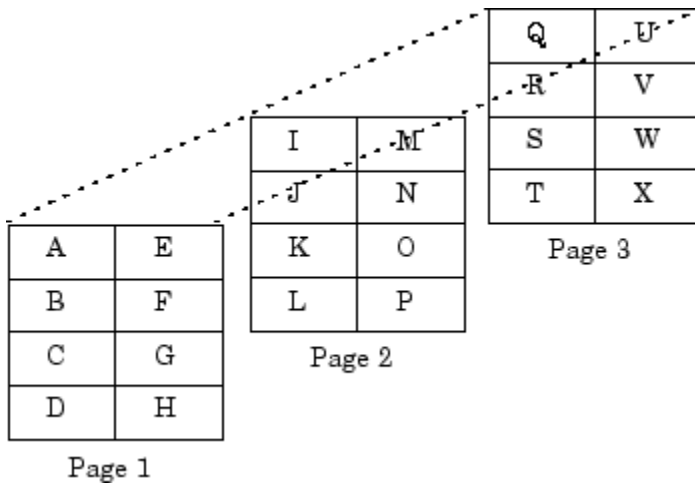 A E
B F
C G
D H
Page 1
I M
J N
K O
L P
Page 2
Q U
R V
S W
T X
Page 3